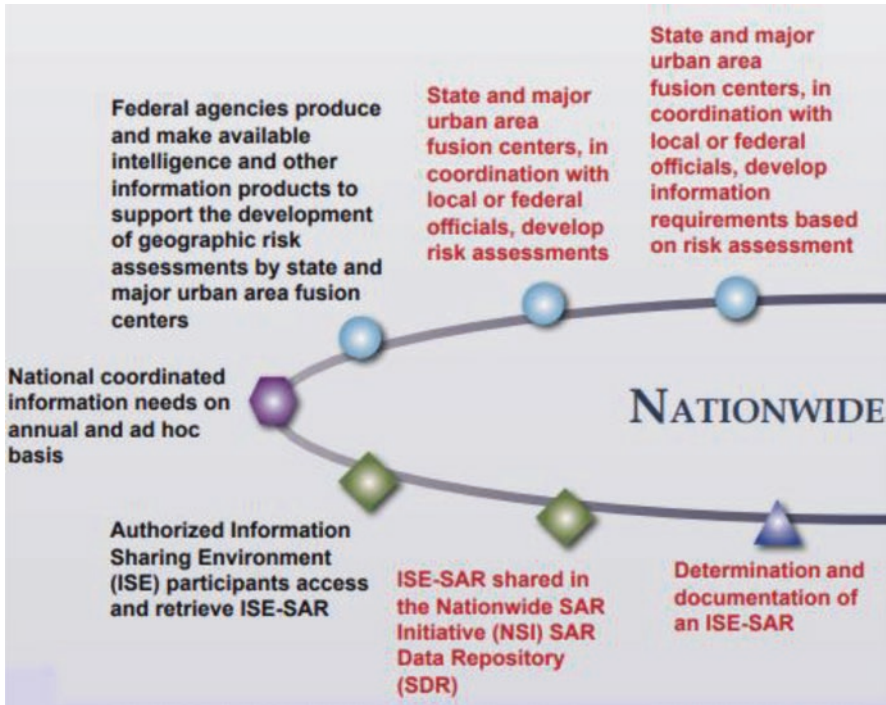 Federal agencies produce
and make available
intelligence and other
information products to
support the development
of geographic risk
assessments by state and
major urban area fusion
centers
State and major
urban area
fusion centers, in
coordination with
local or federal
officials, develop
risk assessments
State and major
urban area
fusion centers, in
coordination with
local or federal
officials, develop
information
requirements based
on risk assessment
National coordinated
information needs on
annual and ad hoc
basis
NATIONWIDE
Authorized Information
Sharing Environment
(ISE) participants access
and retrieve ISE-SAR
ISE-SAR shared in
the Nationwide SAR
Initiative (NSI) SAR
Data Repository
(SDR)
Determination and
documentation of
an ISE-SAR